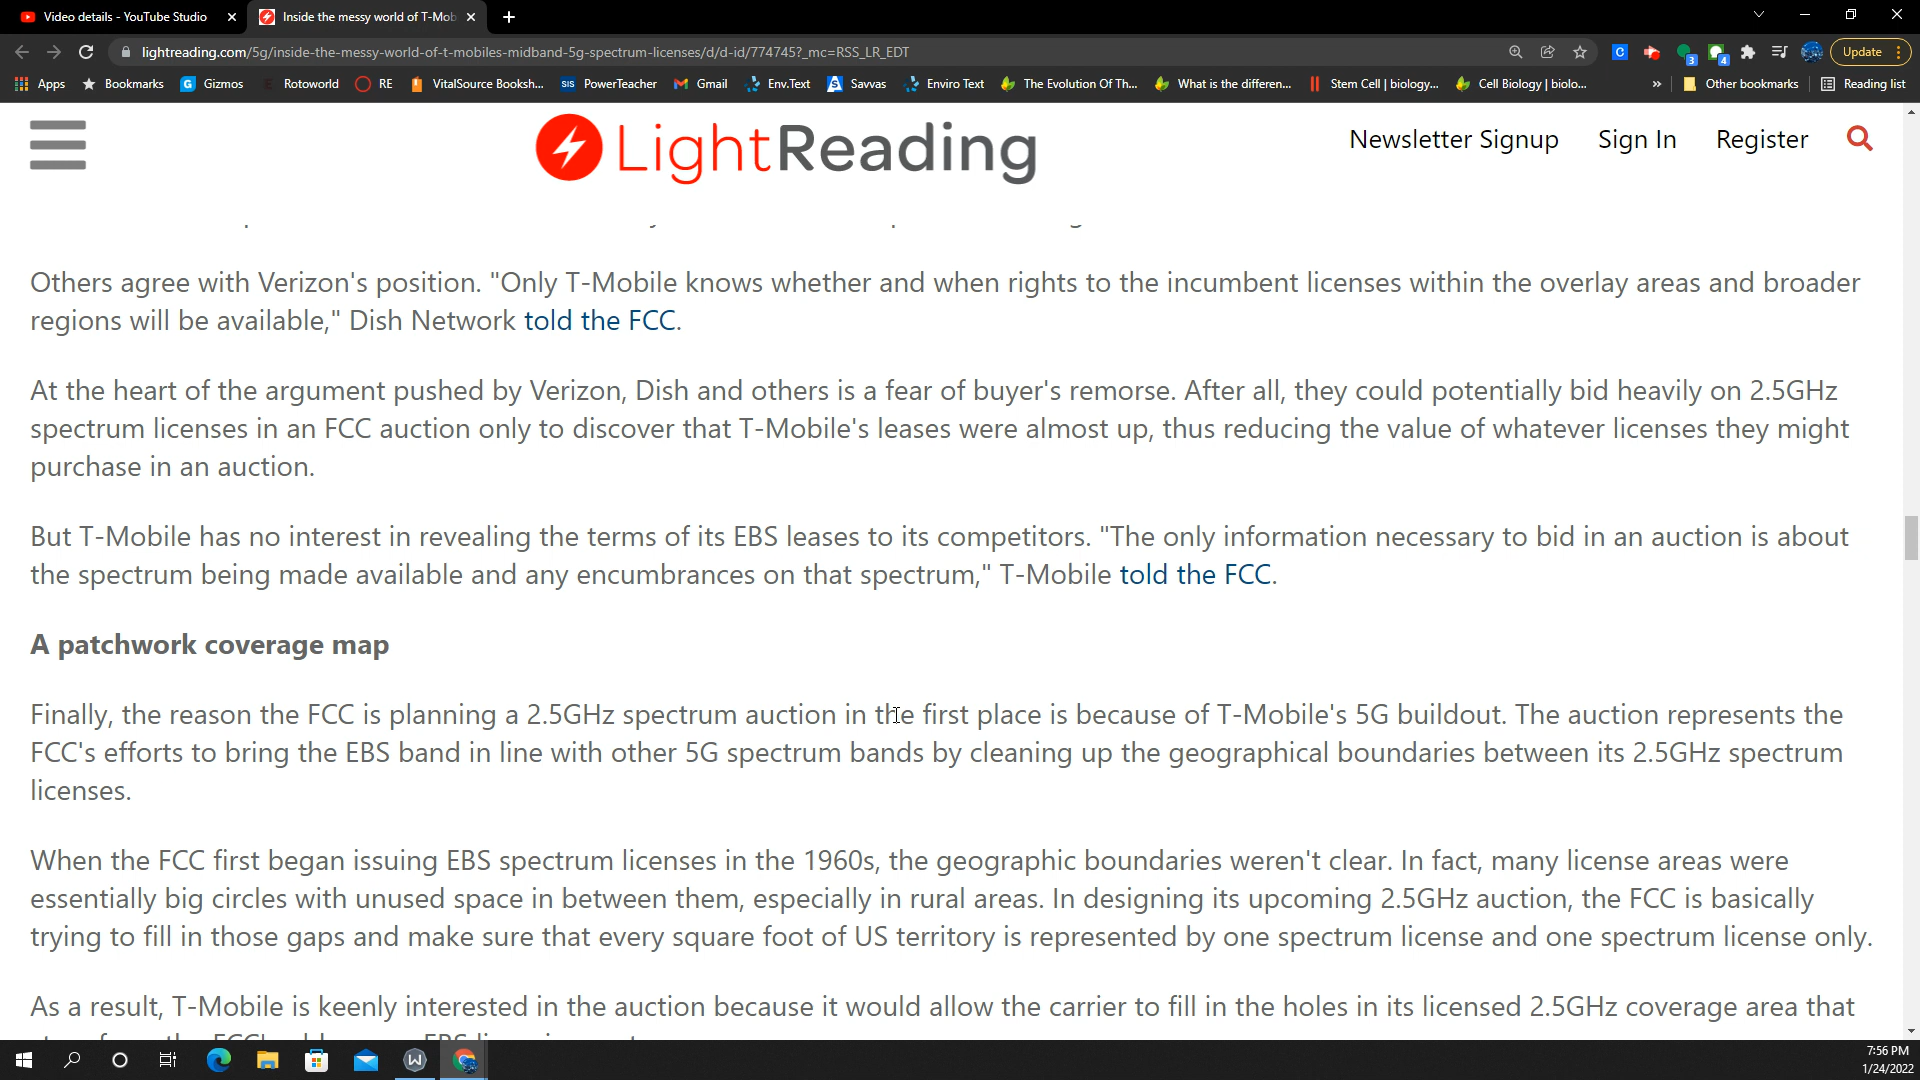 Video details - YouTube Studio
Inside the messy world of T-Mob
lightreading.com/5g/inside-the-messy-world-of-t-mobiles-midband-5g-spectrum-licenses/d/d-id/774745?_mc=RSS_LR_EDT
3
4
Update
Apps Bookmarks Gizmos Rotoworld RE VitalSource Booksh... SIS PowerTeacher Gmail Env.Text Savvas Enviro Text The Evolution Of Th... What is the differen... Stem Cell | biology... Cell Biology | biolo... » Other bookmarks Reading list
LightReading
Newsletter Signup Sign In Register
Others agree with Verizon's position. "Only T-Mobile knows whether and when rights to the incumbent licenses within the overlay areas and broader
regions will be available," Dish Network told the FCC.
At the heart of the argument pushed by Verizon, Dish and others is a fear of buyer's remorse. After all, they could potentially bid heavily on 2.5GHz
spectrum licenses in an FCC auction only to discover that T-Mobile's leases were almost up, thus reducing the value of whatever licenses they might
purchase in an auction.
But T-Mobile has no interest in revealing the terms of its EBS leases to its competitors. "The only information necessary to bid in an auction is about
the spectrum being made available and any encumbrances on that spectrum," T-Mobile told the FCC.
A patchwork coverage map
Finally, the reason the FCC is planning a 2.5GHz spectrum auction in the first place is because of T-Mobile's 5G buildout. The auction represents the
FCC's efforts to bring the EBS band in line with other 5G spectrum bands by cleaning up the geographical boundaries between its 2.5GHz spectrum
licenses.
When the FCC first began issuing EBS spectrum licenses in the 1960s, the geographic boundaries weren't clear. In fact, many license areas were
essentially big circles with unused space in between them, especially in rural areas. In designing its upcoming 2.5GHz auction, the FCC is basically
trying to fill in those gaps and make sure that every square foot of US territory is represented by one spectrum license and one spectrum license only.
As a result, T-Mobile is keenly interested in the auction because it would allow the carrier to fill in the holes in its licensed 2.5GHz coverage area that
7:56 PM
1/24/2022